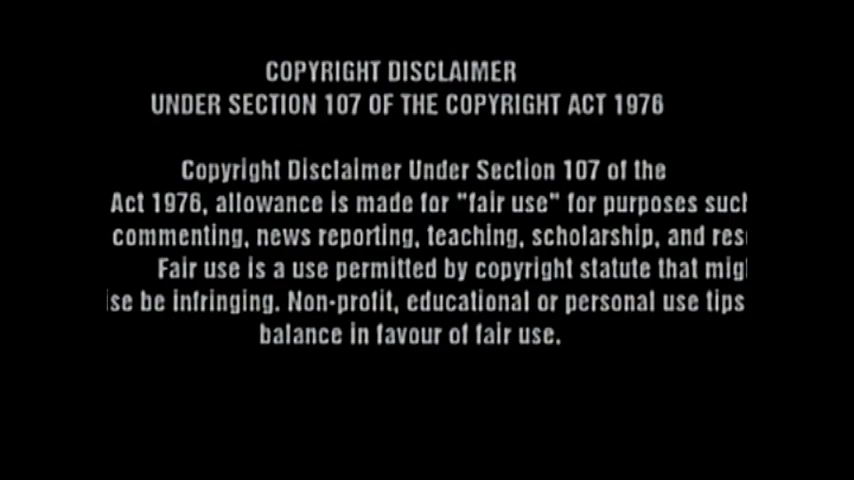 COPYRIGHT DISCLAIMER
UNDER SECTION 107 OF THE COPYRIGHT ACT 1976
Copyright Disclaimer Under Section 107 of the
Act 1976, allowance is made for "fair use" for purposes such
commenting, news reporting, teaching, scholarship, and res
Fair use is a use permitted by copyright statute that mig
se be infringing. Non-profit, educational or personal use tips
balance in favour of fair use.